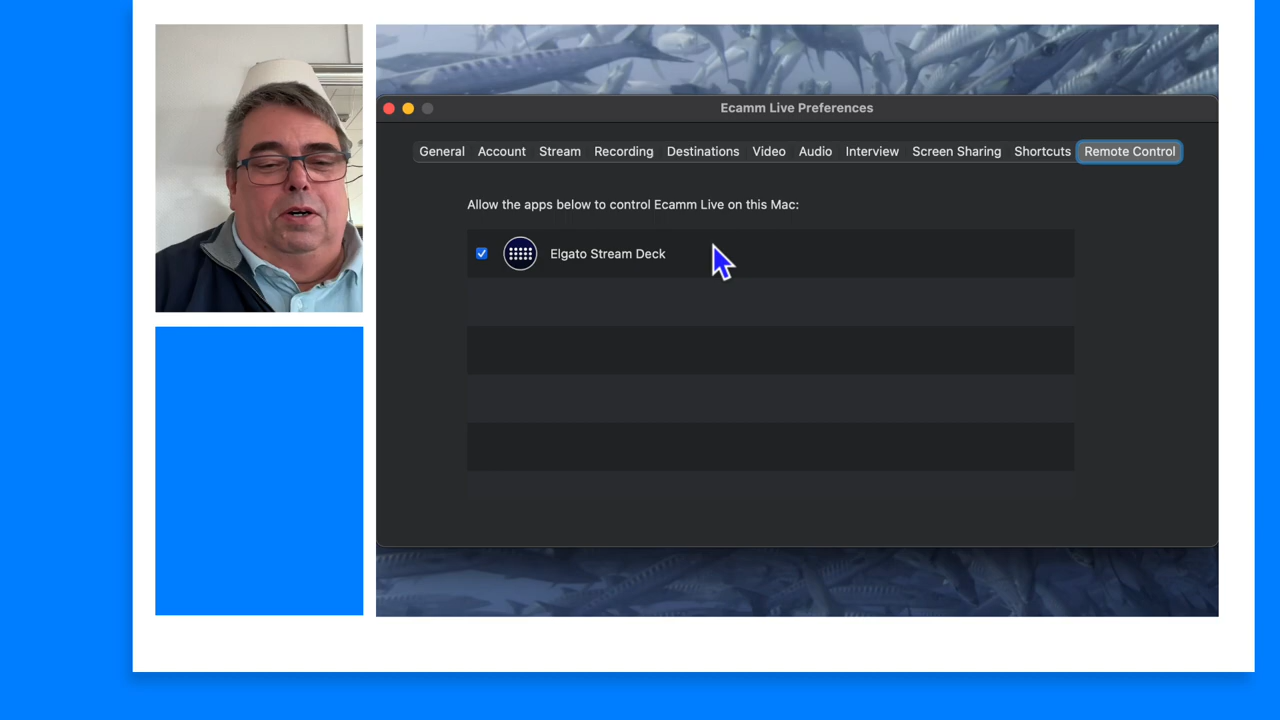 Ecamm Live Preferences
General Account Stream Recording Destinations Video Audio Interview Screen Sharing Shortcuts Remote Control
Allow the apps below to control Ecamm Live on this Mac:
Elgato Stream Deck